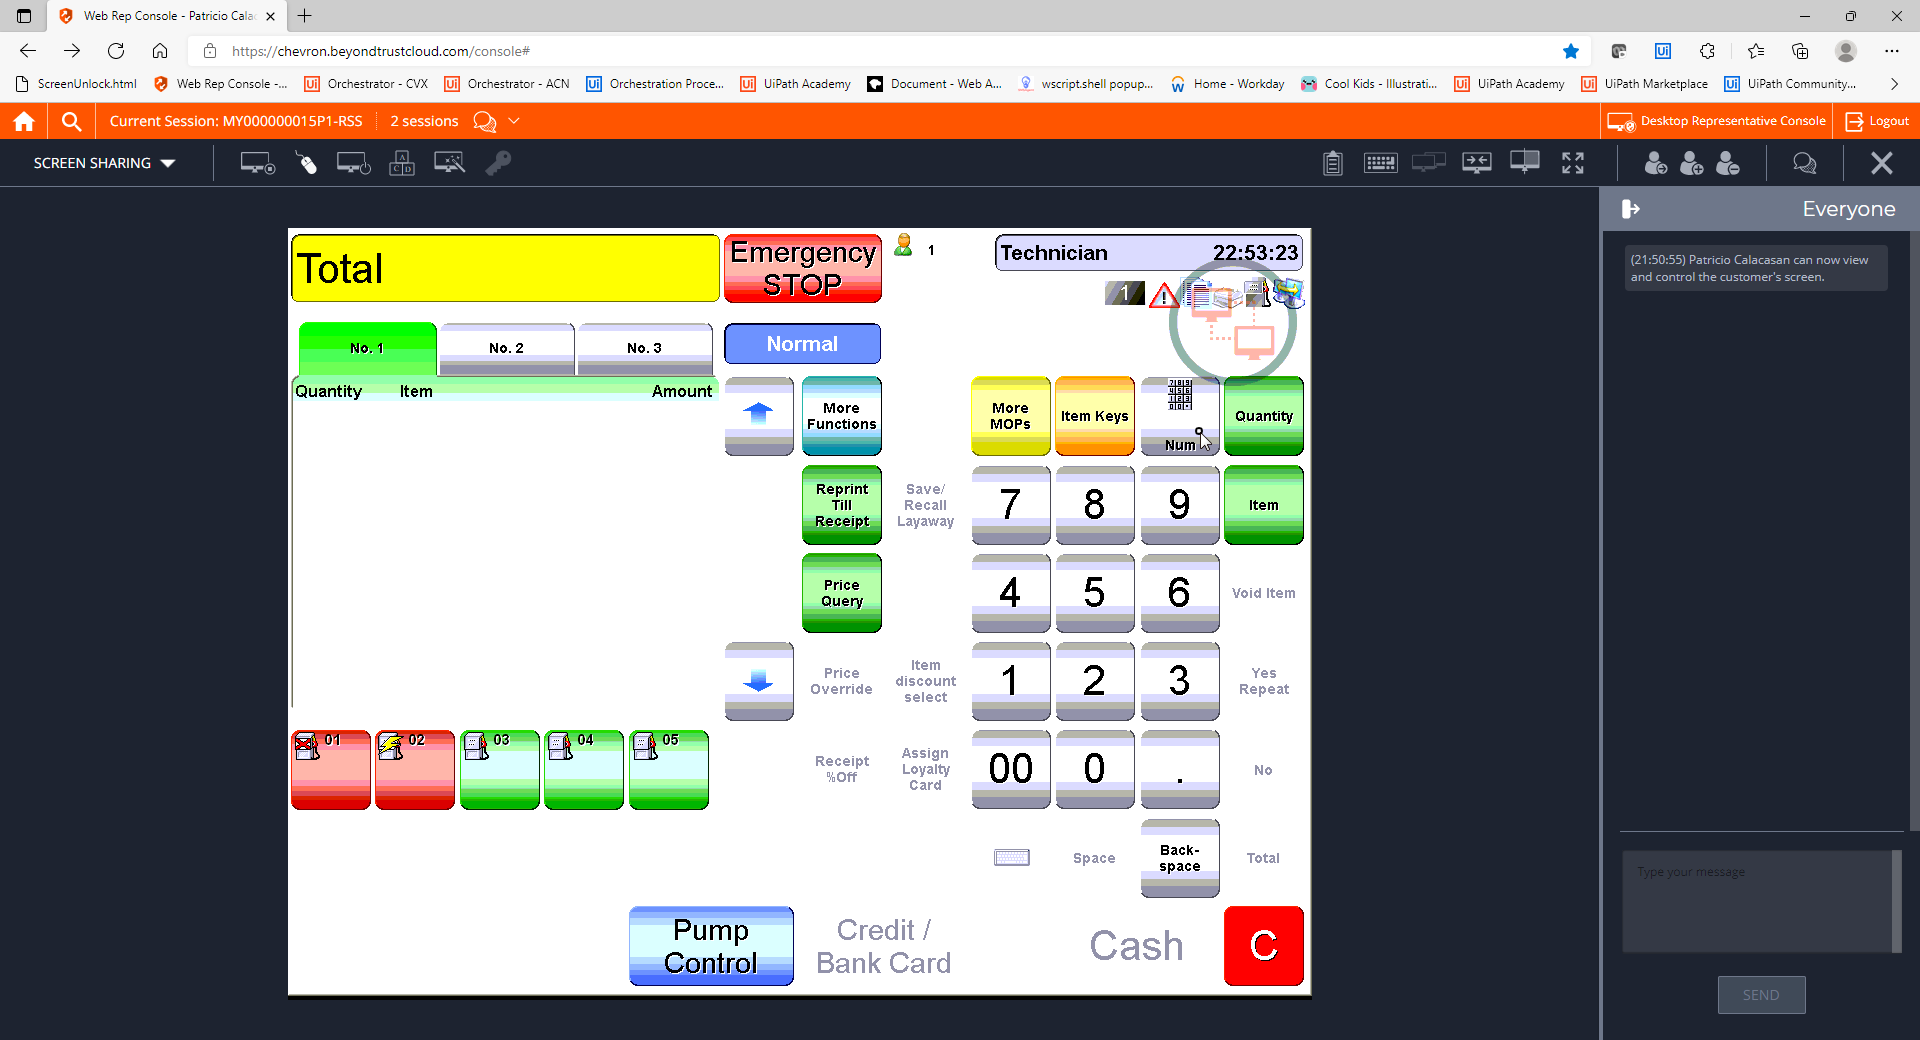 Web Rep Console - Patricio Cala
https://chevron.beyondtrustcloud.com/console#
ScreenUnlock.html
Web Rep Console -...
Orchestrator - CVX
Orchestrator - ACN
Orchestration Proce...
UiPath Academy
Document - Web A...
wscript.shell popup...
Home - Workday
Cool Kids - Illustrati...
UiPath Academy
UiPath Marketplace
UiPath Community...
Current Session: MY000000015P1-RSS
2 sessions
Desktop Representative Console
Logout
SCREEN SHARING
Everyone
(21:50:55) Patricio Calacasan can now view
and control the customer's screen.
Total
Emergency
STOP
1
Technician
22:53:23
1
No. 1
No. 2
No. 3
Normal
Quantity
Item
Amount
More
Functions
More
MOPs
Item Keys
Num
Quantity
Reprint
Till
Receipt
Save/
Recall
Layaway
7
8
9
Item
Price
Query
4
5
6
Void Item
Price
Override
Item
discount
select
1
2
3
Yes
Repeat
01
02
03
04
05
Receipt
%Off
Assign
Loyalty
Card
00
0
.
No
Space
Back-
space
Total
Pump
Control
Credit /
Bank Card
Cash
C
Type your message
SEND